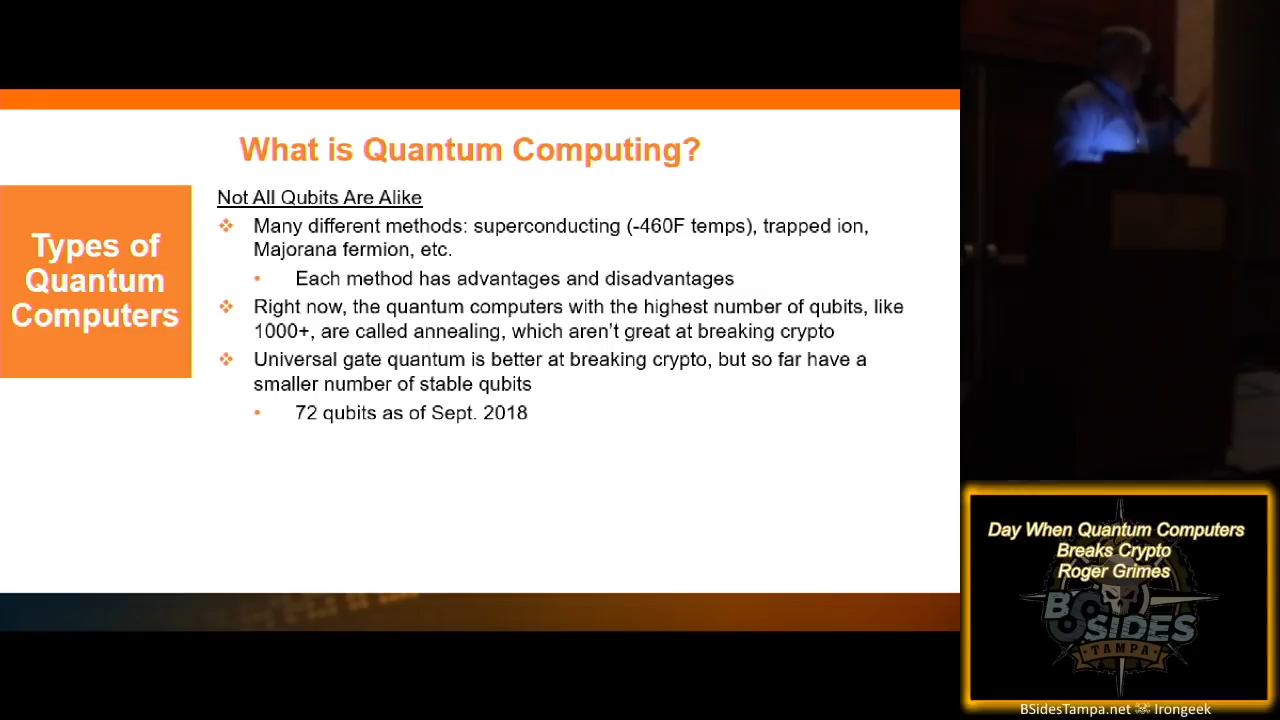 What is Quantum Computing?
Types of
Quantum
Computers
Not All Qubits Are Alike
❖ Many different methods: superconducting (-460F temps), trapped ion,
Majorana fermion, etc.
• Each method has advantages and disadvantages
❖ Right now, the quantum computers with the highest number of qubits, like
1000+, are called annealing, which aren't great at breaking crypto
❖ Universal gate quantum is better at breaking crypto, but so far have a
smaller number of stable qubits
• 72 qubits as of Sept. 2018
Day When Quantum Computers
Breaks Crypto
Roger Grimes
BSIDES
TAMPA
BSidesTampa.net ☠ Irongeek